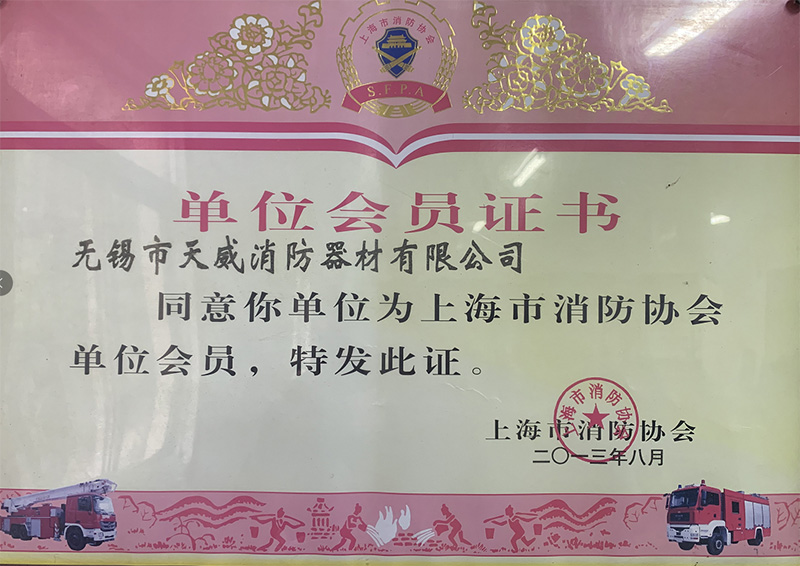 上海市消防协会
S.F.P.A
单位会员证书
无锡市天威消防器材有限公司
同意你单位为上海市消防协会
单位会员，特发此证。
上海市消防协会
上海市消防协会
二〇一三年八月